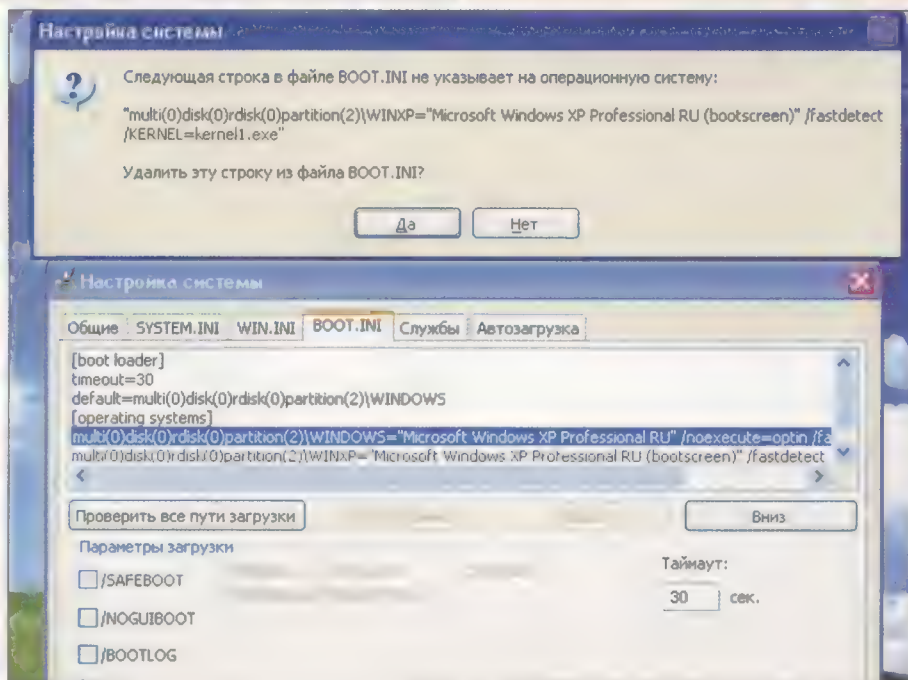 Настройка системы
Следующая строка в файле BOOT.INI не указывает на операционную систему:
"multi(0)disk(0)rdisk(0)partition(2)\WINXP="Microsoft Windows XP Professional RU (bootscreen)" /fastdetect
/KERNEL=kernel1.exe"
Удалить эту строку из файла BOOT.INI?
Да Нет
Настройка системы
Общие SYSTEM.INI WIN.INI BOOT.INI Службы Автозагрузка
[boot loader]
timeout=30
default=multi(0)disk(0)rdisk(0)partition(2)\WINDOWS
[operating systems]
multi(0)disk(0)rdisk(0)partition(2)\WINDOWS="Microsoft Windows XP Professional RU" /noexecute=optin /fa
multi(0)disk(0)rdisk(0)partition(2)\WINXP="Microsoft Windows XP Professional RU (bootscreen)" /fastdetect
Проверить все пути загрузки Вниз
Параметры загрузки
Таймаут:
/SAFEBOOT
30 сек.
/NOGUIBOOT
/BOOTLOG